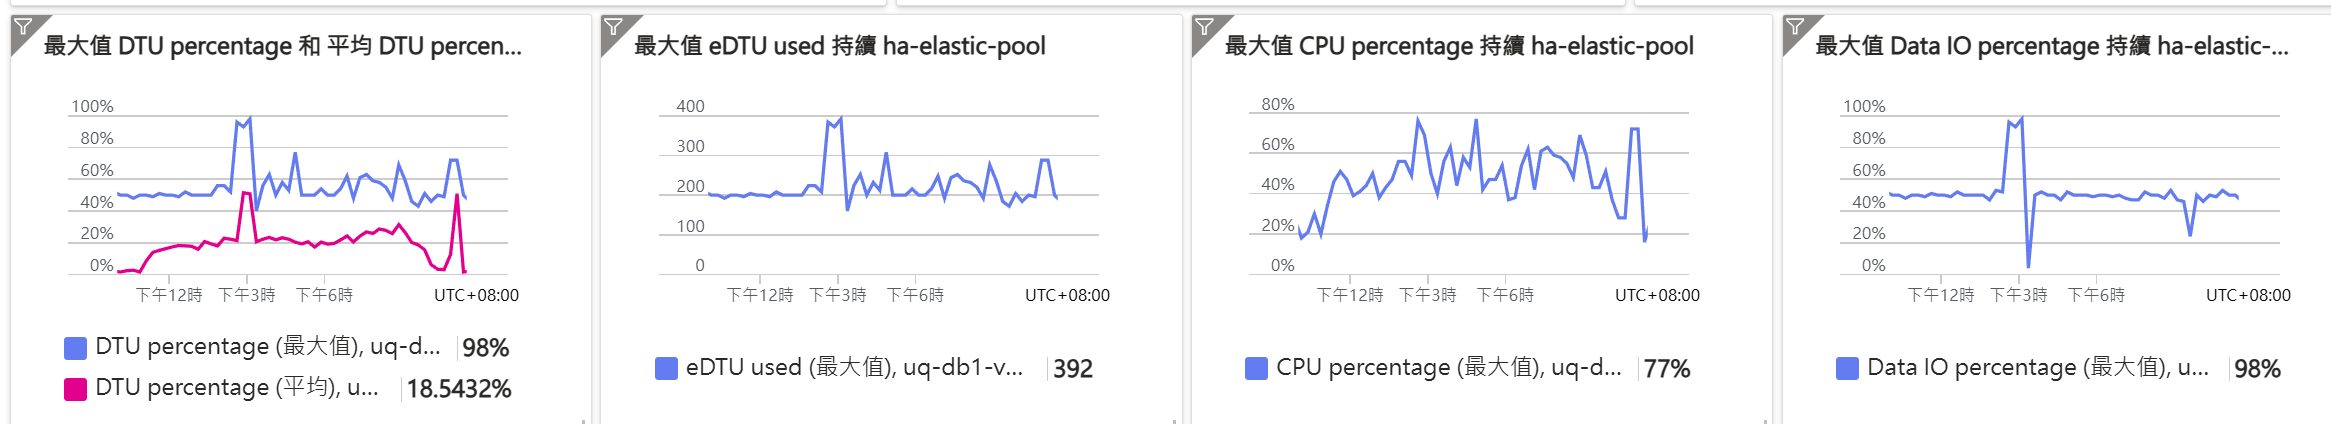 最大值 DTU percentage 和 平均 DTU percen...
100%
80%
60%
40%
20%
0%
下午12時 下午3時 下午6時 UTC+08:00
DTU percentage (最大值), uq-d... 98%
DTU percentage (平均), u... 18.5432%
最大值 eDTU used 持續 ha-elastic-pool
400
300
200
100
0
下午12時 下午3時 下午6時 UTC+08:00
eDTU used (最大值), uq-db1-v... 392
最大值 CPU percentage 持續 ha-elastic-pool
80%
60%
40%
20%
0%
下午12時 下午3時 下午6時 UTC+08:00
CPU percentage (最大值), uq-d... 77%
最大值 Data IO percentage 持續 ha-elastic-...
100%
80%
60%
40%
20%
0%
下午12時 下午3時 下午6時 UTC+08:00
Data IO percentage (最大值), u... 98%